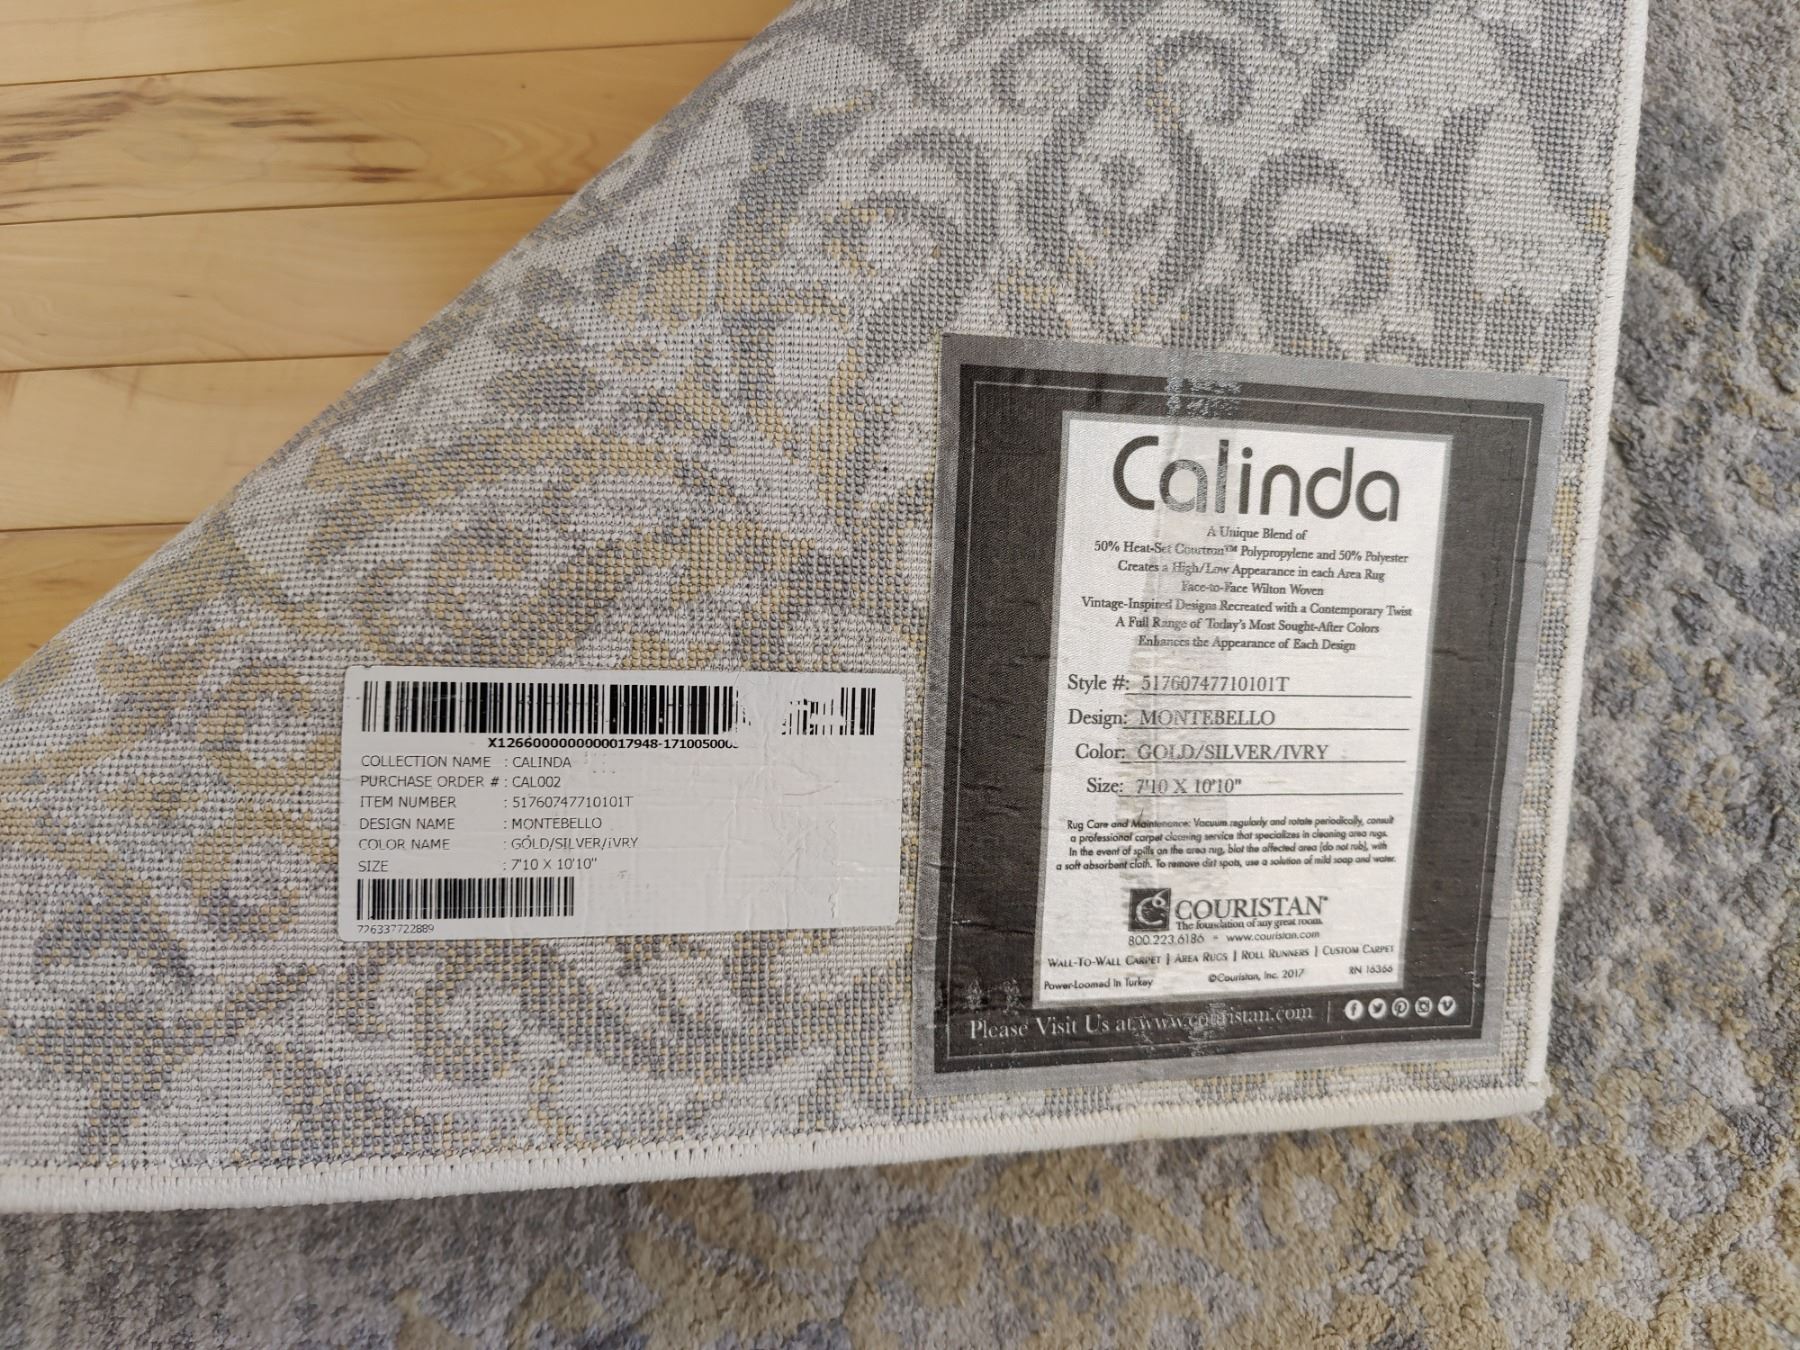 X1266000000000017948-171005000
COLLECTION NAME : CALINDA
PURCHASE ORDER # : CAL002
ITEM NUMBER : 51760747710101T
DESIGN NAME : MONTEBELLO
COLOR NAME : GOLD/SILVER/IVRY
SIZE : 7'10 X 10'10"
726337722889
Calinda
A Unique Blend of
50% Heat-Set Courtron™ Polypropylene and 50% Polyester
Creates a High/Low Appearance in each Area Rug
Face-to-Face Wilton Woven
Vintage-Inspired Designs Recreated with a Contemporary Twist
A Full Range of Today's Most Sought-After Colors
Enhances the Appearance of Each Design
Style #: 51760747710101T
Design: MONTEBELLO
Color: GOLD/SILVER/IVRY
Size: 7'10 X 10'10"
Rug Care and Maintenance: Vacuum regularly and rotate periodically, consult
a professional carpet cleaning service that specializes in cleaning area rugs.
In the event of spills on the area rug, blot the affected area (do not rub), with
a soft absorbent cloth. To remove dirt spots, use a solution of mild soap and water.
COURISTAN®
The foundation of any great room.
800.223.6186 - www.couristan.com
WALL-TO-WALL CARPET | AREA RUGS | ROLL RUNNERS | CUSTOM CARPET
Power-Loomed In Turkey ©Couristan, Inc. 2017 RN 16366
Please Visit Us at www.couristan.com